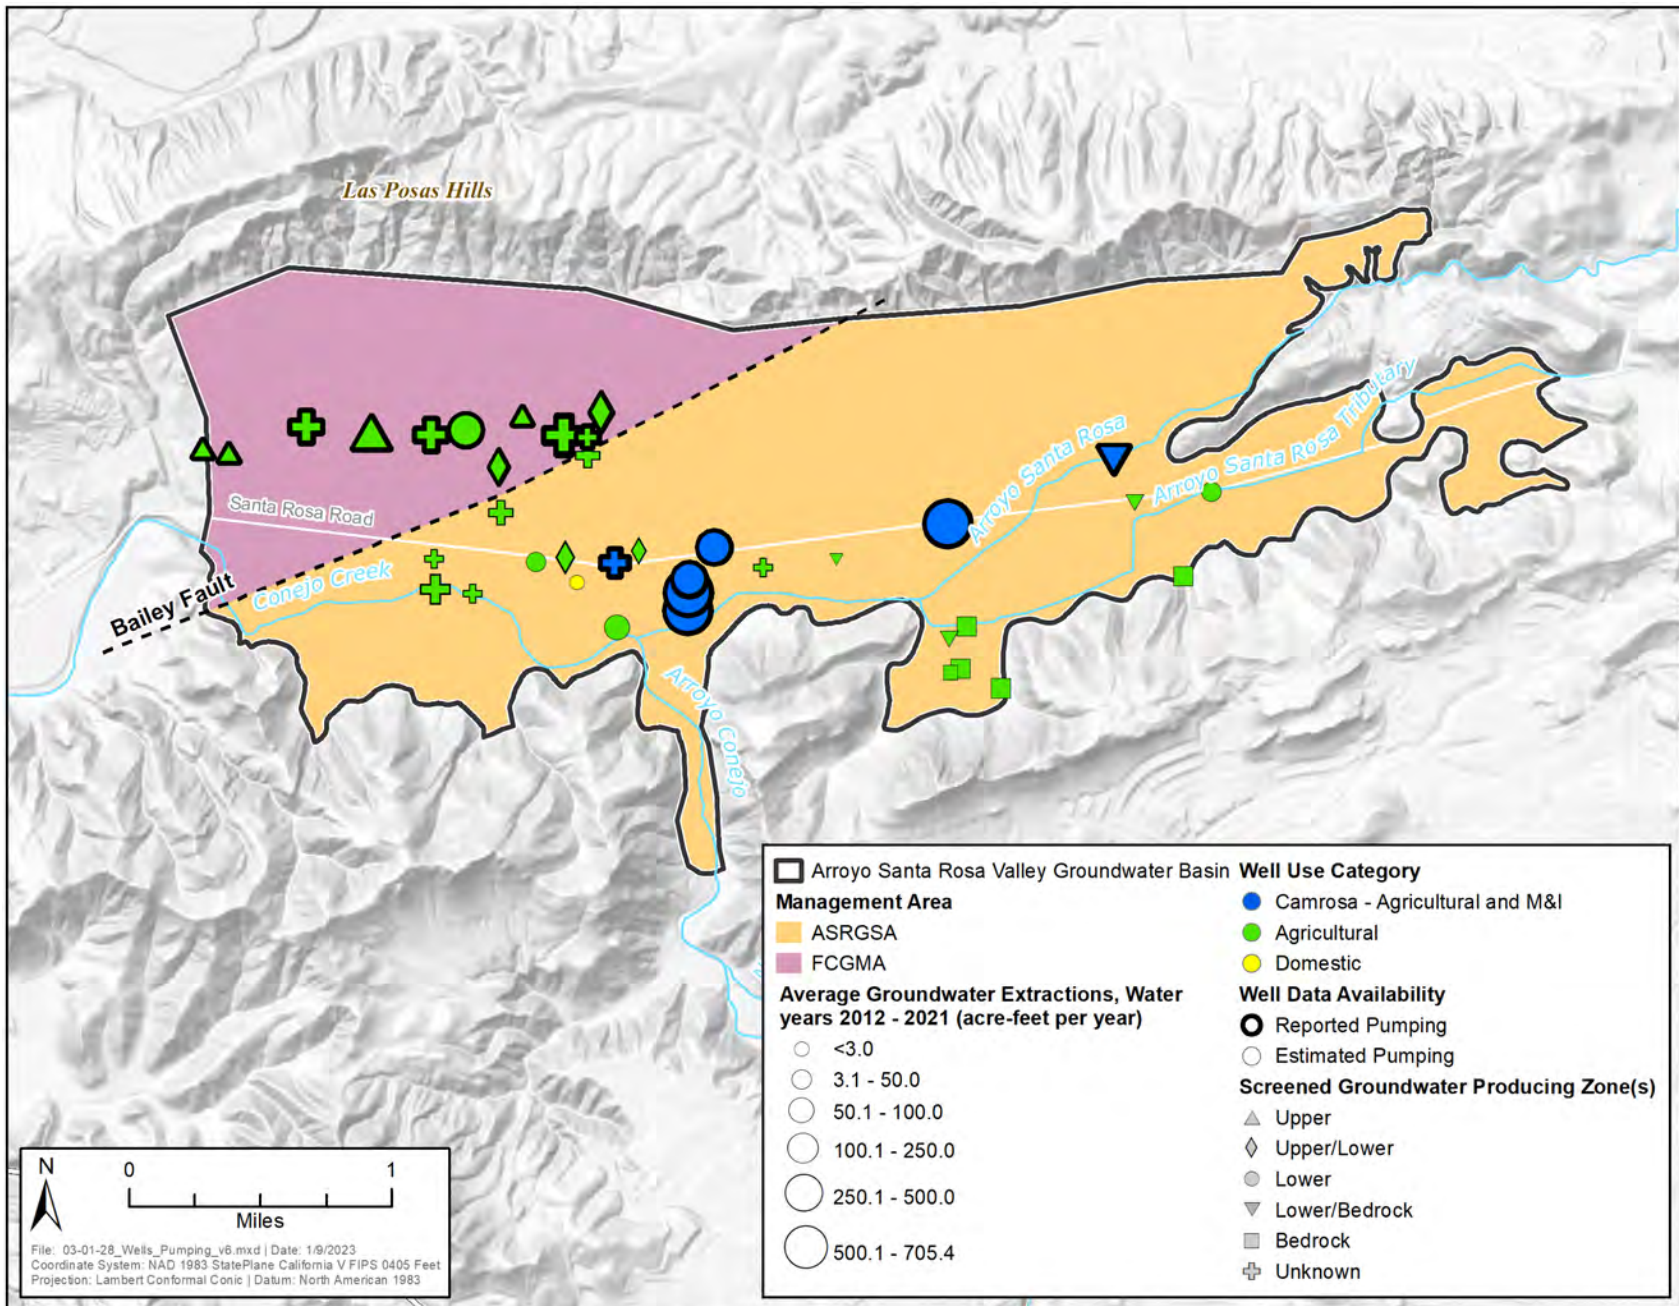 Las Posas Hills
Arroyo Santa Rosa
Arroyo Santa Rosa Tributary
Santa Rosa Road
Conejo Creek
Bailey Fault
Arroyo Conejo
Arroyo Santa Rosa Valley Groundwater Basin
Management Area
ASRGSA
FCGMA
Average Groundwater Extractions, Water
years 2012 - 2021 (acre-feet per year)
<3.0
3.1 - 50.0
50.1 - 100.0
100.1 - 250.0
250.1 - 500.0
500.1 - 705.4
Well Use Category
Camrosa - Agricultural and M&I
Agricultural
Domestic
Well Data Availability
Reported Pumping
Estimated Pumping
Screened Groundwater Producing Zone(s)
Upper
Upper/Lower
Lower
Lower/Bedrock
Bedrock
Unknown
N
0 1
Miles
File: 03-01-28_Wells_Pumping_v6.mxd | Date: 1/9/2023
Coordinate System: NAD 1983 StatePlane California V FIPS 0405 Feet
Projection: Lambert Conformal Conic | Datum: North American 1983